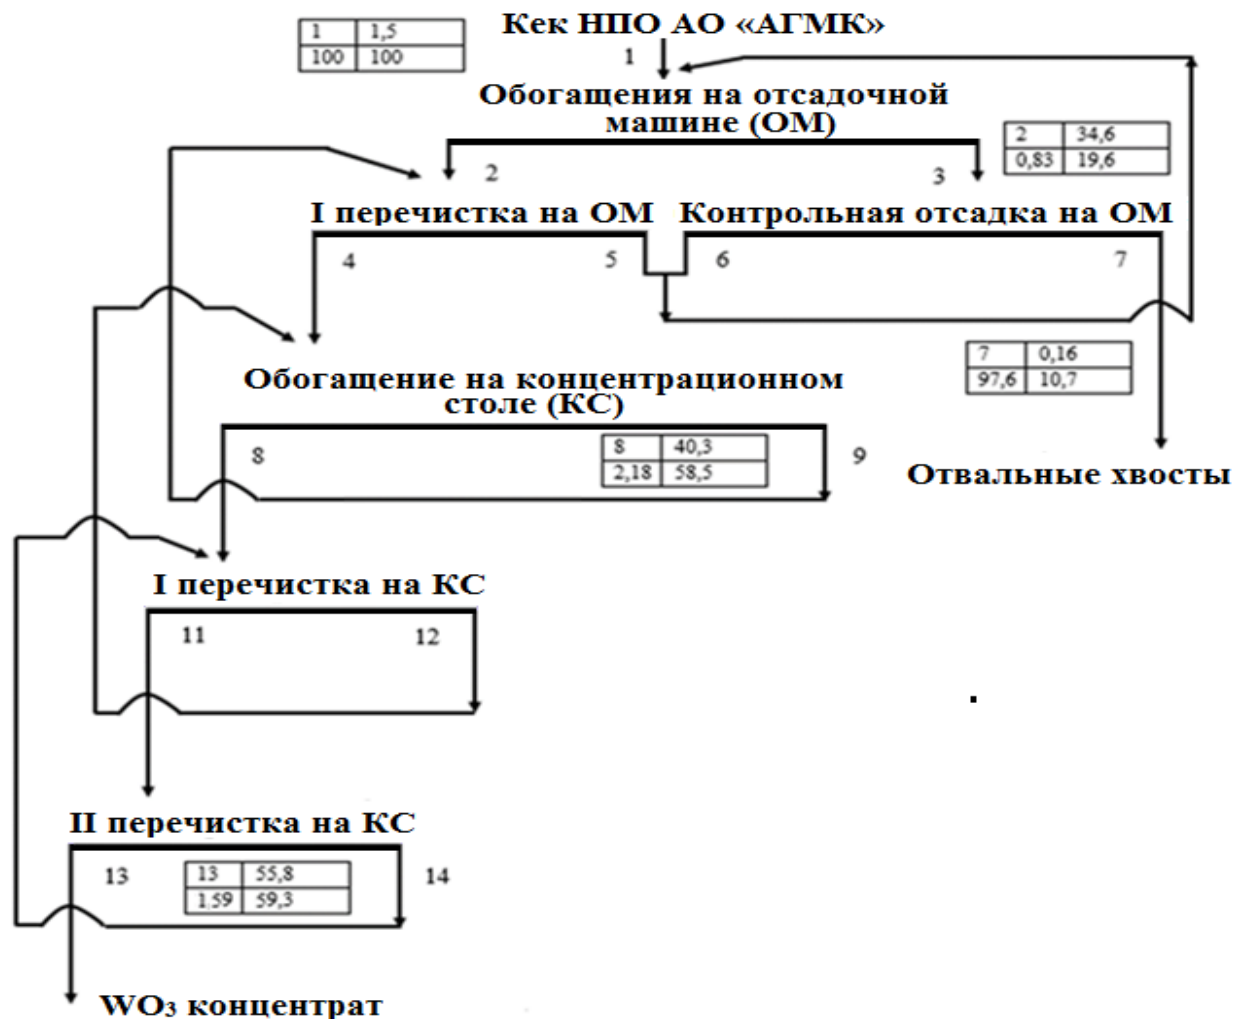 Кек НПО АО «АГМК»
1 1,5
100 100
1
Обогащения на отсадочной
машине (ОМ)
2 34,6
0,83 19,6
2
3
I перечистка на ОМ
Контрольная отсадка на ОМ
4
5
6
7
7 0,16
97,6 10,7
Обогащение на концентрационном
столе (КС)
8
8 40,3
2,18 58,5
9
Отвальные хвосты
I перечистка на КС
11
12
II перечистка на КС
13
13 55,8
1.59 59,3
14
WO₃ концентрат